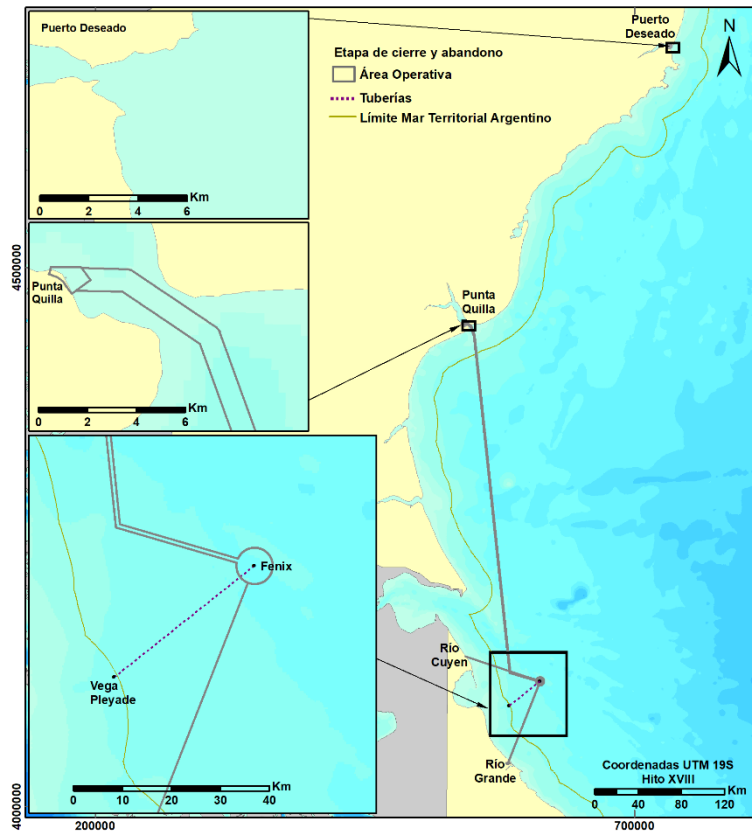 Puerto Deseado
Etapa de cierre y abandono
Área Operativa
Tuberías
Límite Mar Territorial Argentino
Puerto
Deseado
N
Km
0 2 4 6
Punta
Quilla
Km
0 2 4 6
Punta
Quilla
Fenix
Vega
Pleyade
Km
0 10 20 30 40
Río
Cuyen
Río
Grande
Coordenadas UTM 19S
Hito XVIII
Km
0 20 40 80 120
4500000
4000000
200000
700000